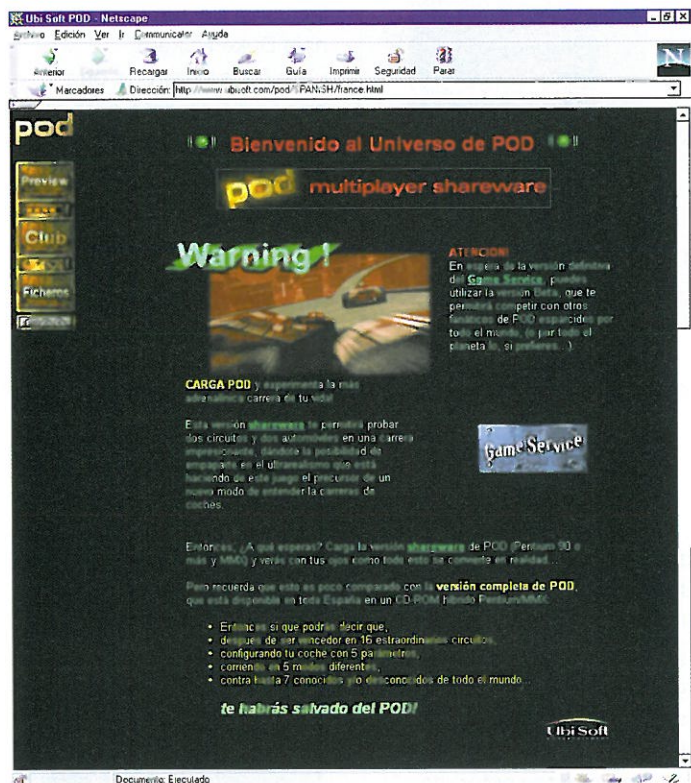 Ubi Soft POD - Netscape
Archivo Edición Ver Ir Communicator Ayuda
Anterior Siguiente Recargar Inicio Buscar Guía Imprimir Seguridad Parar
N
Marcadores Dirección: http://www.ubisoft.com/pod/SPANISH/france.html
pod
Bienvenido al Universo de POD
pod multiplayer shareware
Preview
Club
Ficheros
Warning !
ATENCION!
En espera de la versión definitiva
del Game Service, puedes
utilizar la versión Beta, que te
permitirá competir con otros
fanáticos de POD esparcidos por
todo el mundo, (o por todo el
planeta Io, si prefieres...)
CARGA POD y experimenta la más
adrenalínica carrera de tu vida!
Esta versión shareware te permitirá probar
dos circuitos y dos automóviles en una carrera
impresionante, dándote la posibilidad de
empaparte en el ultrarealismo que está
haciendo de este juego el precursor de un
nuevo modo de entender la carreras de
coches.
Game Service
Entonces, ¿A qué esperas? Carga la versión shareware de POD (Pentium 90 o
más y MMX) y verás con tus ojos como todo esto se convierte en realidad...
Pero recuerda que esto es poco comparado con la versión completa de POD,
que está disponible en toda España en un CD-ROM híbrido Pentium/MMX.
• Entonces si que podrás decir que,
• despues de ser vencedor en 16 estraordinarios circuitos,
• configurando tu coche con 5 parámetros,
• corriendo en 5 modos diferentes,
• contra hasta 7 conocidos y/o desconocidos de todo el mundo...
te habrás salvado del POD!
Ubi Soft
Documento: Ejecutado